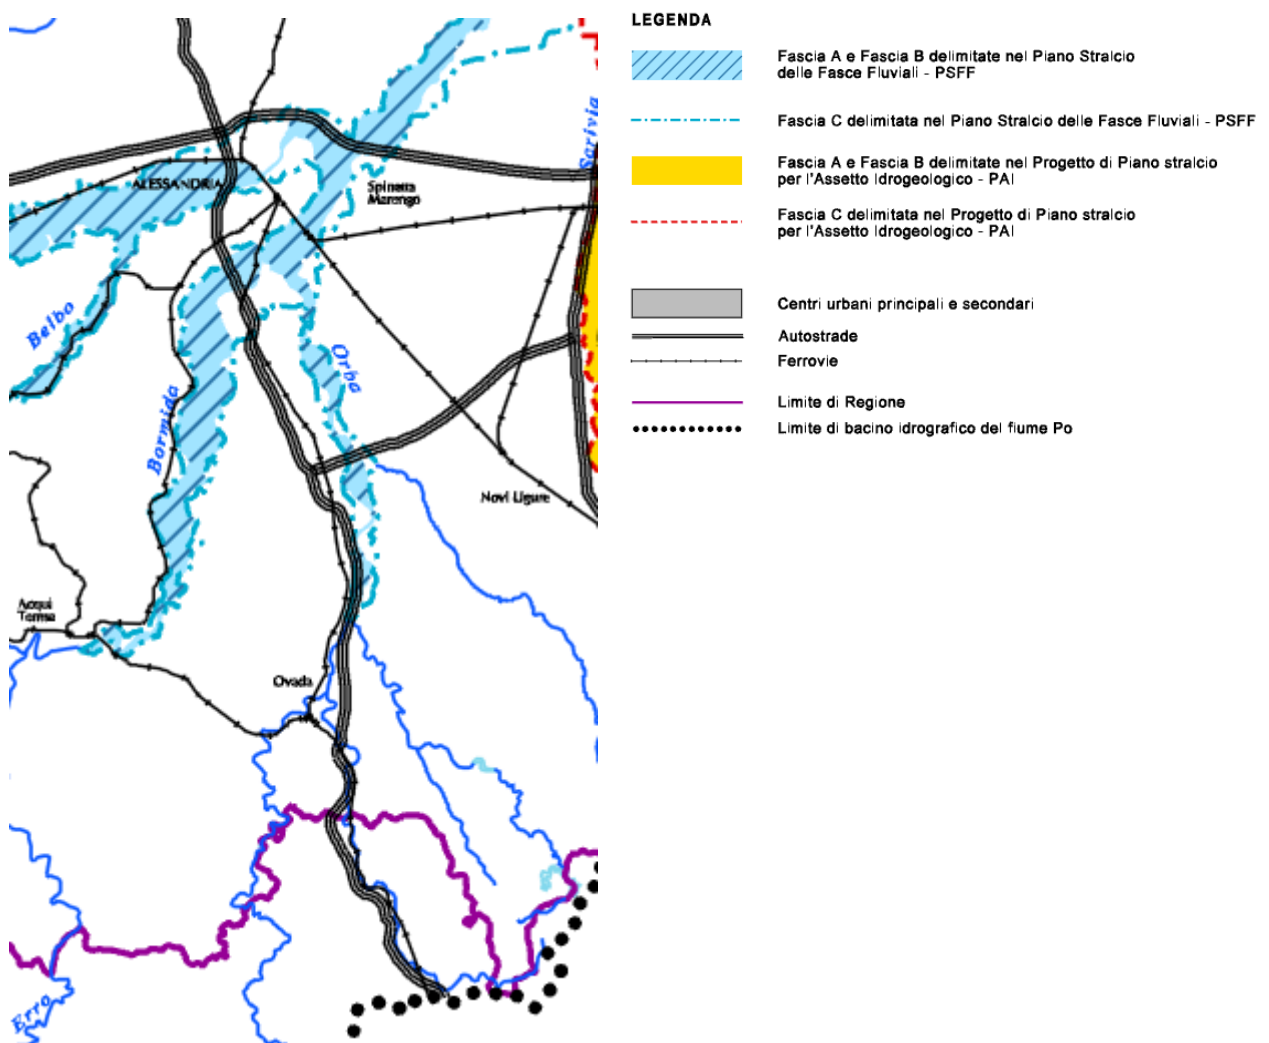 LEGENDA
Fascia A e Fascia B delimitate nel Piano Stralcio
delle Fasce Fluviali - PSFF
Fascia C delimitata nel Piano Stralcio delle Fasce Fluviali - PSFF
Fascia A e Fascia B delimitate nel Progetto di Piano stralcio
per l'Assetto Idrogeologico - PAI
Fascia C delimitata nel Progetto di Piano stralcio
per l'Assetto Idrogeologico - PAI
Centri urbani principali e secondari
Autostrade
Ferrovie
Limite di Regione
Limite di bacino idrografico del fiume Po
Scrivia
ALESSANDRIA
Spinetta
Marengo
Belbo
Orba
Bormida
Novi Ligure
Acqui
Terme
Ovada
Erro